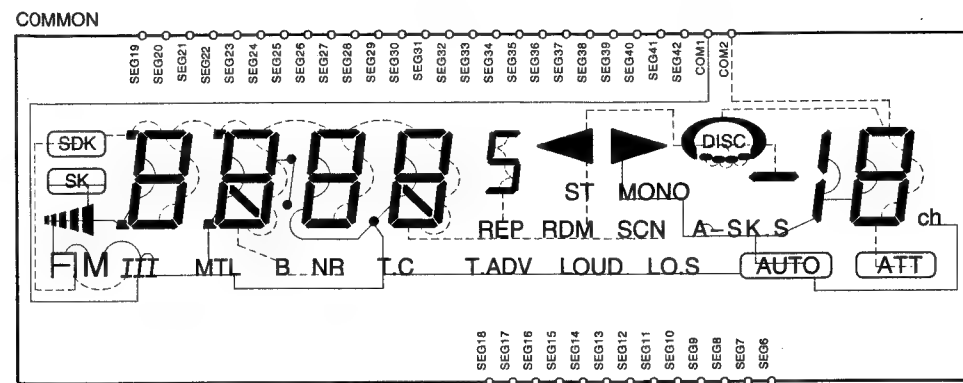 COMMON
SEG19 SEG20 SEG21 SEG22 SEG23 SEG24 SEG25 SEG26 SEG27 SEG28 SEG29 SEG30 SEG31 SEG32 SEG33 SEG34 SEG35 SEG36 SEG37 SEG38 SEG39 SEG40 SEG41 SEG42 COM1 COM2
SDK DISC
SK ST MONO
REP RDM SCN A-SK.S ch
FM III MTL B NR T.C T.ADV LOUD LO.S AUTO ATT
SEG18 SEG17 SEG16 SEG15 SEG14 SEG13 SEG12 SEG11 SEG10 SEG9 SEG8 SEG7 SEG6